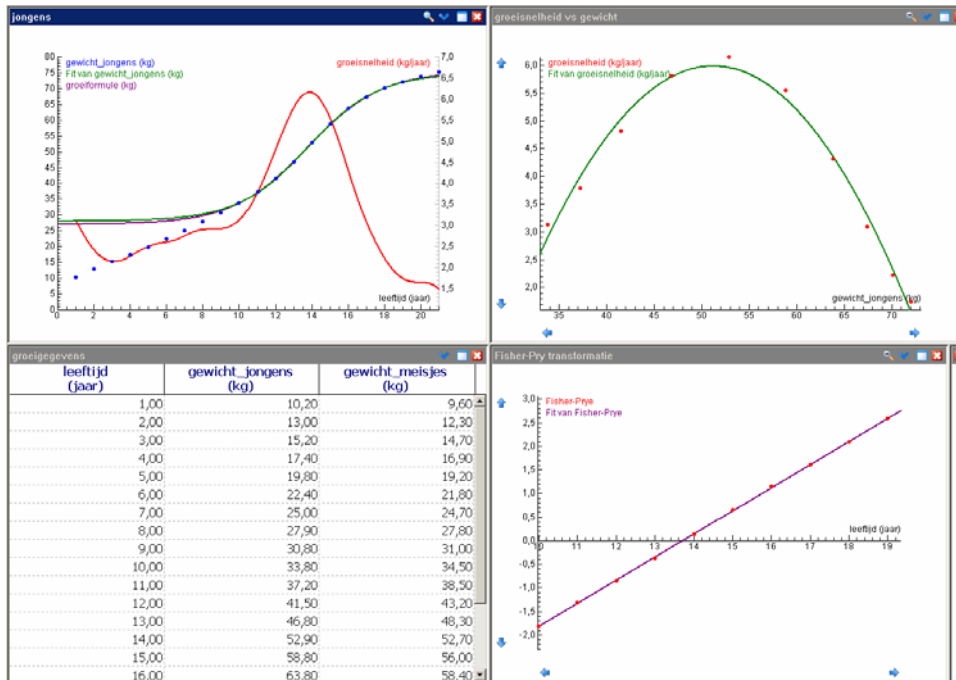 jongens
gewicht_jongens (kg)
Fit van gewicht_jongens (kg)
groeiformule (kg)
groeisnelheid (kg/jaar)
80
75
70
65
60
55
50
45
40
35
30
25
20
15
10
5
0
7,0
6,5
6,0
5,5
5,0
4,5
4,0
3,5
3,0
2,5
2,0
1,5
leeftijd (jaar)
0 2 4 6 8 10 12 14 16 18 20
groeisnelheid vs gewicht
groeisnelheid (kg/jaar)
Fit van groeisnelheid (kg/jaar)
6,0
5,5
5,0
4,5
4,0
3,5
3,0
2,5
2,0
gewicht_jongens (kg)
35 40 45 50 55 60 65 70 75
groeigegevens
leeftijd (jaar) gewicht_jongens (kg) gewicht_meisjes (kg)
1,00 10,20 9,60
2,00 13,00 12,30
3,00 15,20 14,70
4,00 17,40 16,90
5,00 19,80 19,20
6,00 22,40 21,80
7,00 25,00 24,70
8,00 27,90 27,80
9,00 30,80 31,00
10,00 33,80 34,50
11,00 37,20 38,50
12,00 41,50 43,20
13,00 46,80 48,30
14,00 52,90 52,70
15,00 58,80 56,00
16,00 63,80 58,40
Fisher-Pry transformatie
Fisher-Prye
Fit van Fisher-Prye
3,0
2,5
2,0
1,5
1,0
0,5
0,0
-0,5
-1,0
-1,5
-2,0
leeftijd (jaar)
10 11 12 13 14 15 16 17 18 19